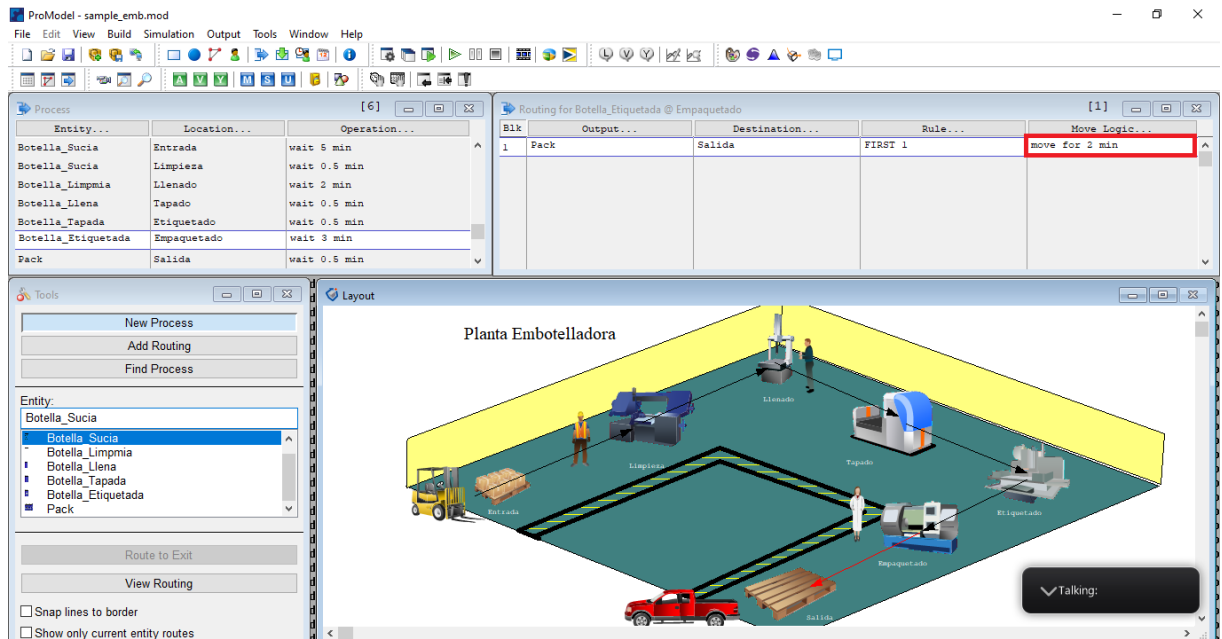 ProModel - sample_emb.mod
File Edit View Build Simulation Output Tools Window Help
A V Y M S U
Process [6]
Entity... Location... Operation...
Botella_Sucia Entrada wait 5 min
Botella_Sucia Limpieza wait 0.5 min
Botella_Limpmia Llenado wait 2 min
Botella_Llena Tapado wait 0.5 min
Botella_Tapada Etiquetado wait 0.5 min
Botella_Etiquetada Empaquetado wait 3 min
Pack Salida wait 0.5 min
Routing for Botella_Etiquetada @ Empaquetado [1]
Blk Output... Destination... Rule... Move Logic...
1 Pack Salida FIRST 1 move for 2 min
Tools
New Process
Add Routing
Find Process
Entity:
Botella_Sucia
Botella_Sucia
Botella_Limpmia
Botella_Llena
Botella_Tapada
Botella_Etiquetada
Pack
Route to Exit
View Routing
Snap lines to border
Show only current entity routes
Layout
Planta Embotelladora
Llenado
Limpieza
Tapado
Entrada
Etiquetado
Empaquetado
Salida
Talking: